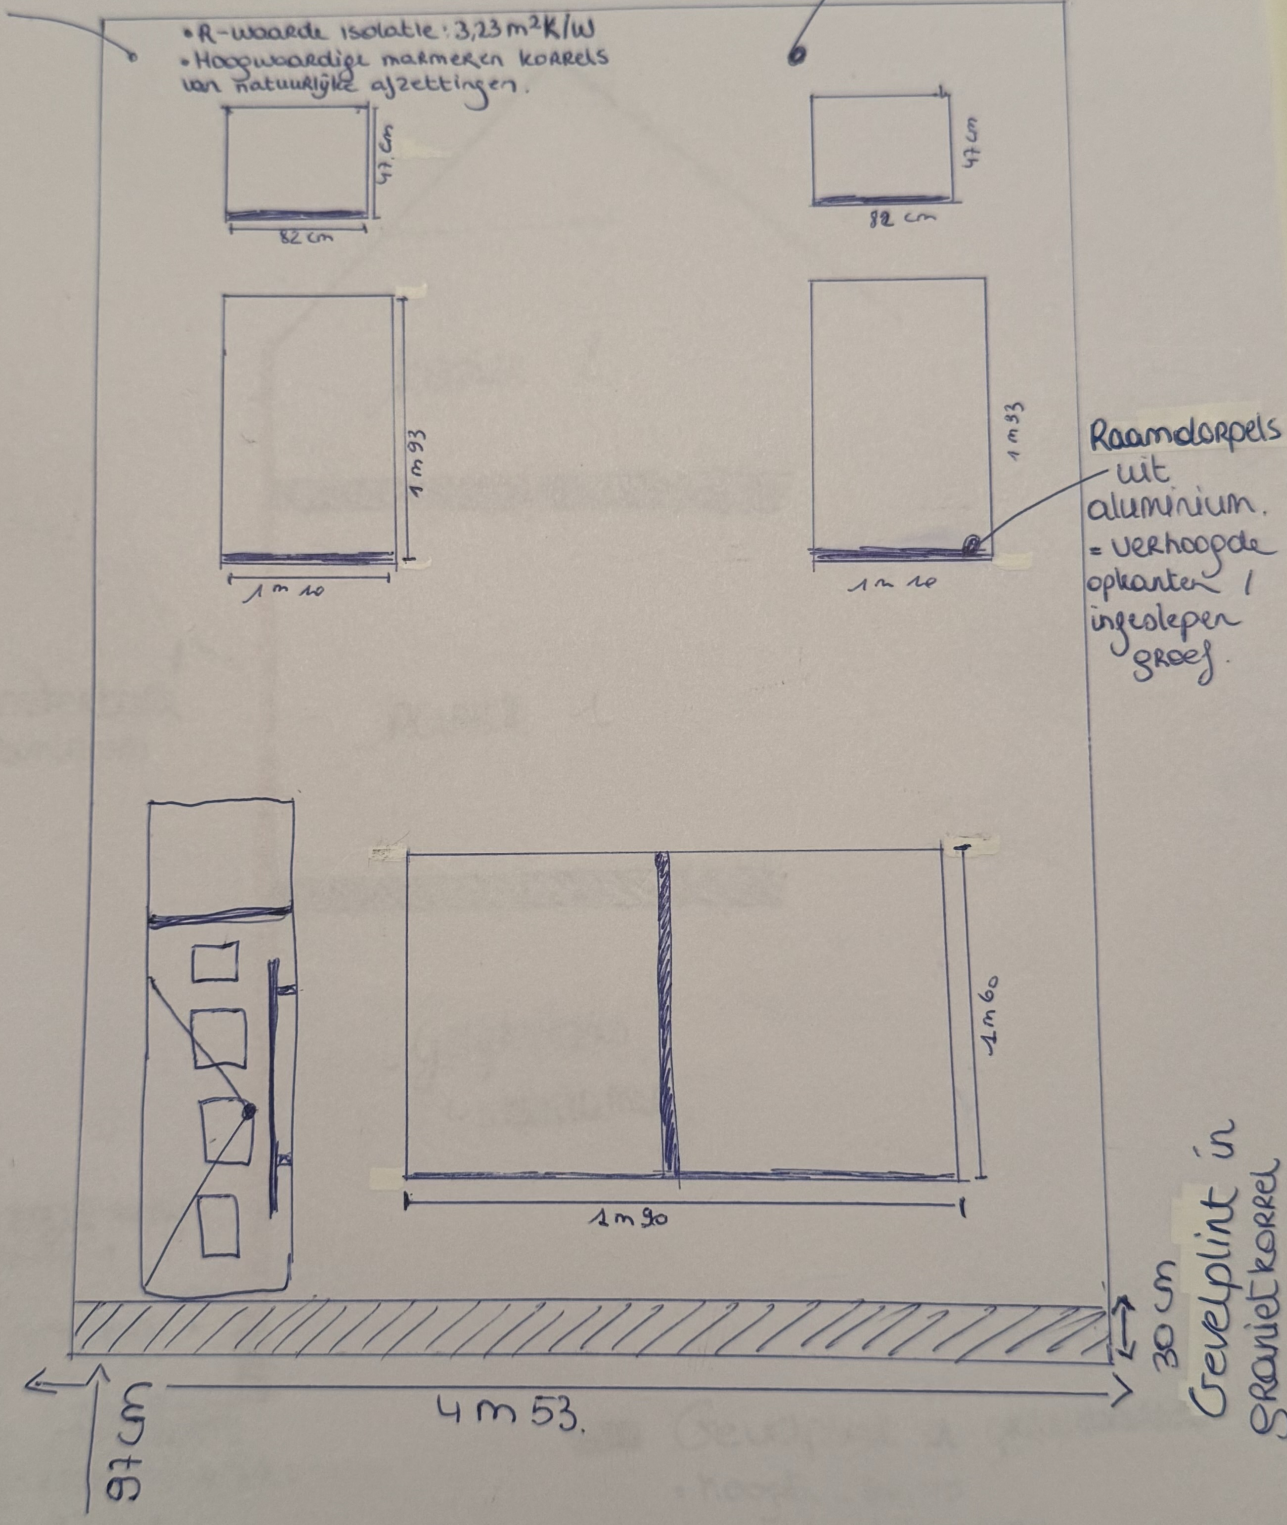 • R-waarde isolatie: 3,23 m²K/W
• Hoogwaardige marmeren korrels
van natuurlijke afzettingen.
47 cm
82 cm
47 cm
82 cm
1 m 93
1 m 10
1 m 93
1 m 10
Raamdorpels
uit
aluminium.
= verhoogde
opkanten /
ingeslepen
groef.
1 m 60
1 m 90
30 cm
Gevelplint in
granietkorrel
4 m 53.
97 cm